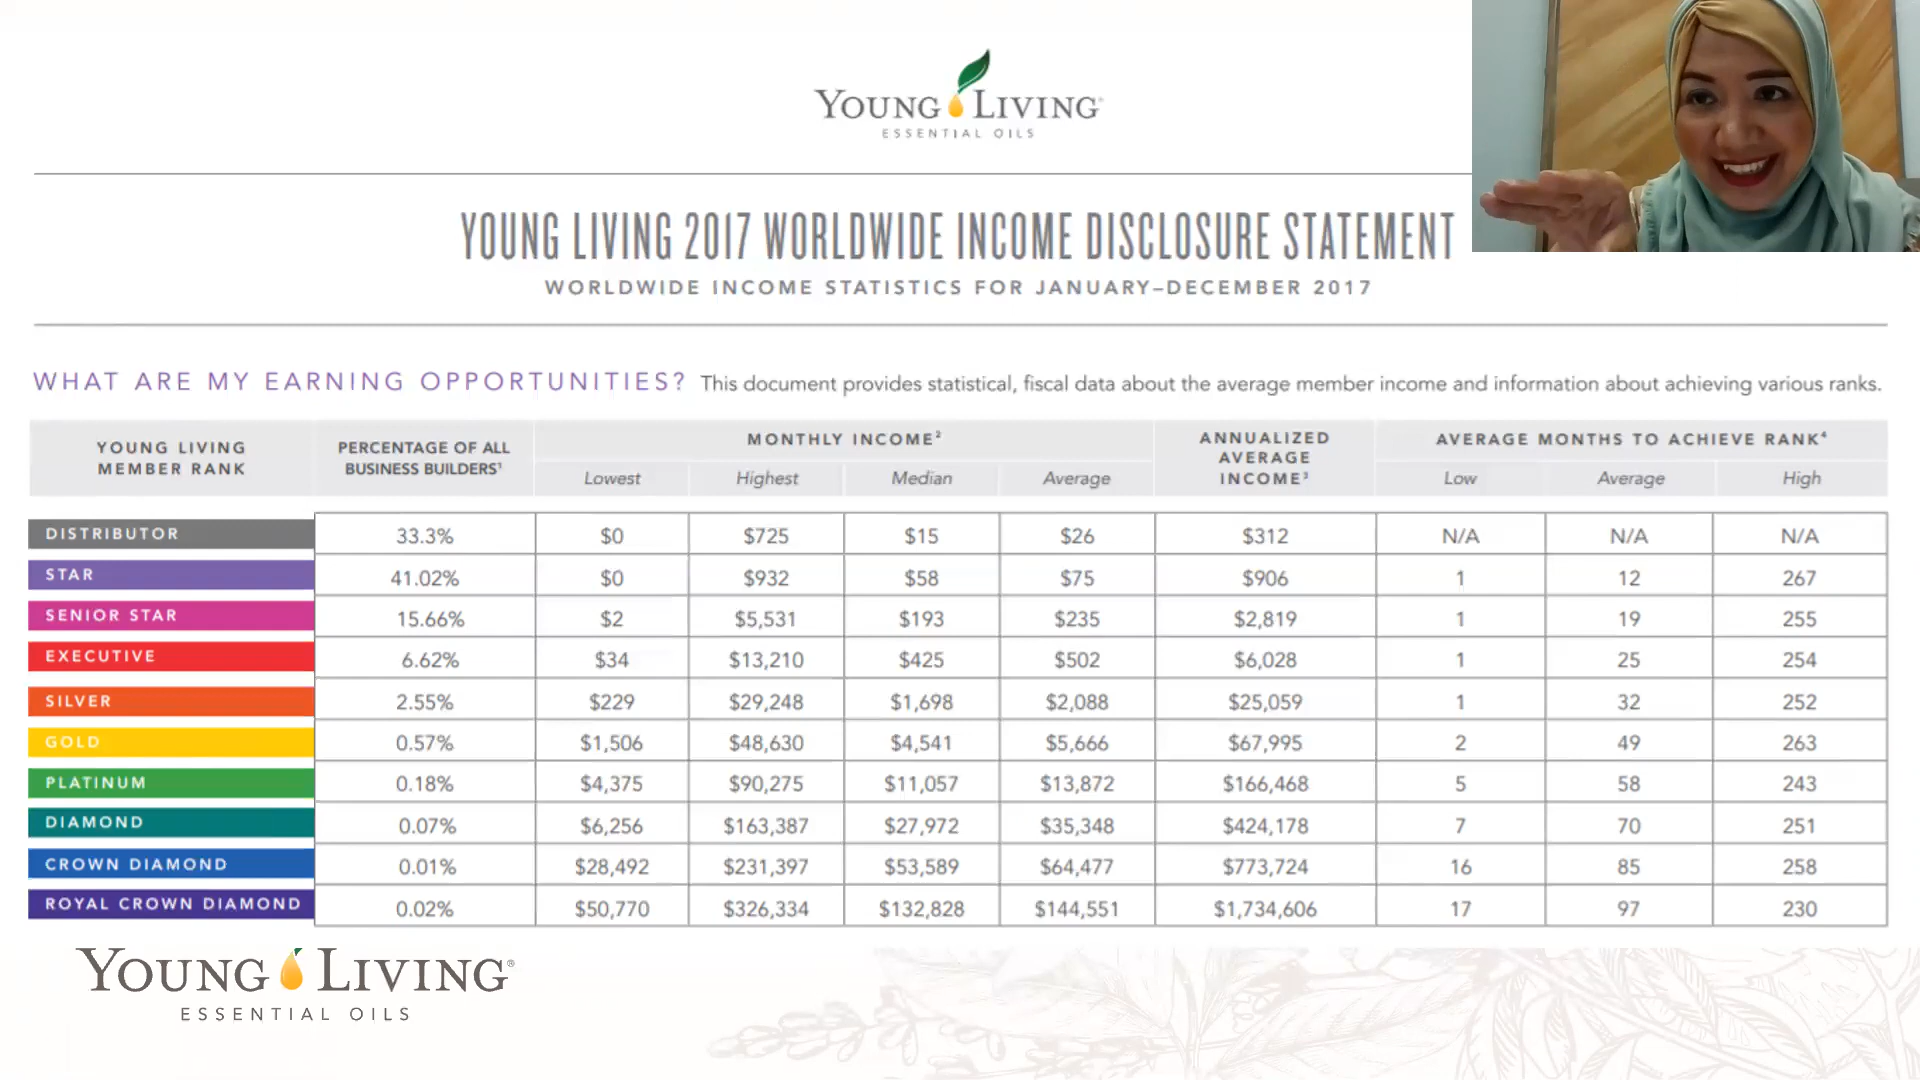 YOUNG LIVING®
ESSENTIAL OILS
YOUNG LIVING 2017 WORLDWIDE INCOME DISCLOSURE STATEMENT
WORLDWIDE INCOME STATISTICS FOR JANUARY–DECEMBER 2017
WHAT ARE MY EARNING OPPORTUNITIES? This document provides statistical, fiscal data about the average member income and information about achieving various ranks.
YOUNG LIVING MEMBER RANK PERCENTAGE OF ALL BUSINESS BUILDERS¹ MONTHLY INCOME² ANNUALIZED AVERAGE INCOME³ AVERAGE MONTHS TO ACHIEVE RANK⁴
Lowest Highest Median Average Low Average High
DISTRIBUTOR 33.3% $0 $725 $15 $26 $312 N/A N/A N/A
STAR 41.02% $0 $932 $58 $75 $906 1 12 267
SENIOR STAR 15.66% $2 $5,531 $193 $235 $2,819 1 19 255
EXECUTIVE 6.62% $34 $13,210 $425 $502 $6,028 1 25 254
SILVER 2.55% $229 $29,248 $1,698 $2,088 $25,059 1 32 252
GOLD 0.57% $1,506 $48,630 $4,541 $5,666 $67,995 2 49 263
PLATINUM 0.18% $4,375 $90,275 $11,057 $13,872 $166,468 5 58 243
DIAMOND 0.07% $6,256 $163,387 $27,972 $35,348 $424,178 7 70 251
CROWN DIAMOND 0.01% $28,492 $231,397 $53,589 $64,477 $773,724 16 85 258
ROYAL CROWN DIAMOND 0.02% $50,770 $326,334 $132,828 $144,551 $1,734,606 17 97 230
YOUNG LIVING®
ESSENTIAL OILS